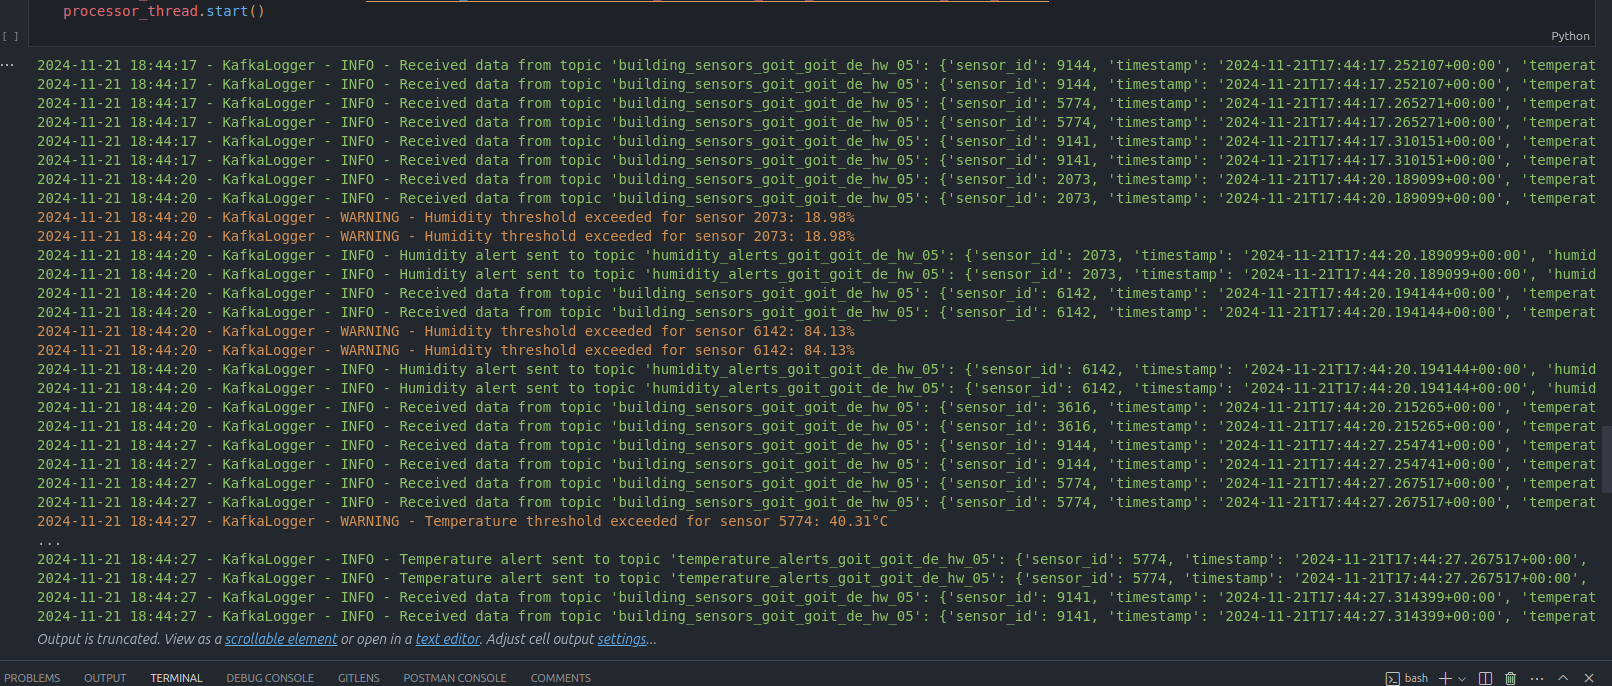 processor_thread.start()
[ ]
Python
...
2024-11-21 18:44:17 - KafkaLogger - INFO - Received data from topic 'building_sensors_goit_goit_de_hw_05': {'sensor_id': 9144, 'timestamp': '2024-11-21T17:44:17.252107+00:00', 'temperat
2024-11-21 18:44:17 - KafkaLogger - INFO - Received data from topic 'building_sensors_goit_goit_de_hw_05': {'sensor_id': 9144, 'timestamp': '2024-11-21T17:44:17.252107+00:00', 'temperat
2024-11-21 18:44:17 - KafkaLogger - INFO - Received data from topic 'building_sensors_goit_goit_de_hw_05': {'sensor_id': 5774, 'timestamp': '2024-11-21T17:44:17.265271+00:00', 'temperat
2024-11-21 18:44:17 - KafkaLogger - INFO - Received data from topic 'building_sensors_goit_goit_de_hw_05': {'sensor_id': 5774, 'timestamp': '2024-11-21T17:44:17.265271+00:00', 'temperat
2024-11-21 18:44:17 - KafkaLogger - INFO - Received data from topic 'building_sensors_goit_goit_de_hw_05': {'sensor_id': 9141, 'timestamp': '2024-11-21T17:44:17.310151+00:00', 'temperat
2024-11-21 18:44:17 - KafkaLogger - INFO - Received data from topic 'building_sensors_goit_goit_de_hw_05': {'sensor_id': 9141, 'timestamp': '2024-11-21T17:44:17.310151+00:00', 'temperat
2024-11-21 18:44:20 - KafkaLogger - INFO - Received data from topic 'building_sensors_goit_goit_de_hw_05': {'sensor_id': 2073, 'timestamp': '2024-11-21T17:44:20.189099+00:00', 'temperat
2024-11-21 18:44:20 - KafkaLogger - INFO - Received data from topic 'building_sensors_goit_goit_de_hw_05': {'sensor_id': 2073, 'timestamp': '2024-11-21T17:44:20.189099+00:00', 'temperat
2024-11-21 18:44:20 - KafkaLogger - WARNING - Humidity threshold exceeded for sensor 2073: 18.98%
2024-11-21 18:44:20 - KafkaLogger - WARNING - Humidity threshold exceeded for sensor 2073: 18.98%
2024-11-21 18:44:20 - KafkaLogger - INFO - Humidity alert sent to topic 'humidity_alerts_goit_goit_de_hw_05': {'sensor_id': 2073, 'timestamp': '2024-11-21T17:44:20.189099+00:00', 'humid
2024-11-21 18:44:20 - KafkaLogger - INFO - Humidity alert sent to topic 'humidity_alerts_goit_goit_de_hw_05': {'sensor_id': 2073, 'timestamp': '2024-11-21T17:44:20.189099+00:00', 'humid
2024-11-21 18:44:20 - KafkaLogger - INFO - Received data from topic 'building_sensors_goit_goit_de_hw_05': {'sensor_id': 6142, 'timestamp': '2024-11-21T17:44:20.194144+00:00', 'temperat
2024-11-21 18:44:20 - KafkaLogger - INFO - Received data from topic 'building_sensors_goit_goit_de_hw_05': {'sensor_id': 6142, 'timestamp': '2024-11-21T17:44:20.194144+00:00', 'temperat
2024-11-21 18:44:20 - KafkaLogger - WARNING - Humidity threshold exceeded for sensor 6142: 84.13%
2024-11-21 18:44:20 - KafkaLogger - WARNING - Humidity threshold exceeded for sensor 6142: 84.13%
2024-11-21 18:44:20 - KafkaLogger - INFO - Humidity alert sent to topic 'humidity_alerts_goit_goit_de_hw_05': {'sensor_id': 6142, 'timestamp': '2024-11-21T17:44:20.194144+00:00', 'humid
2024-11-21 18:44:20 - KafkaLogger - INFO - Humidity alert sent to topic 'humidity_alerts_goit_goit_de_hw_05': {'sensor_id': 6142, 'timestamp': '2024-11-21T17:44:20.194144+00:00', 'humid
2024-11-21 18:44:20 - KafkaLogger - INFO - Received data from topic 'building_sensors_goit_goit_de_hw_05': {'sensor_id': 3616, 'timestamp': '2024-11-21T17:44:20.215265+00:00', 'temperat
2024-11-21 18:44:20 - KafkaLogger - INFO - Received data from topic 'building_sensors_goit_goit_de_hw_05': {'sensor_id': 3616, 'timestamp': '2024-11-21T17:44:20.215265+00:00', 'temperat
2024-11-21 18:44:27 - KafkaLogger - INFO - Received data from topic 'building_sensors_goit_goit_de_hw_05': {'sensor_id': 9144, 'timestamp': '2024-11-21T17:44:27.254741+00:00', 'temperat
2024-11-21 18:44:27 - KafkaLogger - INFO - Received data from topic 'building_sensors_goit_goit_de_hw_05': {'sensor_id': 9144, 'timestamp': '2024-11-21T17:44:27.254741+00:00', 'temperat
2024-11-21 18:44:27 - KafkaLogger - INFO - Received data from topic 'building_sensors_goit_goit_de_hw_05': {'sensor_id': 5774, 'timestamp': '2024-11-21T17:44:27.267517+00:00', 'temperat
2024-11-21 18:44:27 - KafkaLogger - INFO - Received data from topic 'building_sensors_goit_goit_de_hw_05': {'sensor_id': 5774, 'timestamp': '2024-11-21T17:44:27.267517+00:00', 'temperat
2024-11-21 18:44:27 - KafkaLogger - WARNING - Temperature threshold exceeded for sensor 5774: 40.31°C
...
2024-11-21 18:44:27 - KafkaLogger - INFO - Temperature alert sent to topic 'temperature_alerts_goit_goit_de_hw_05': {'sensor_id': 5774, 'timestamp': '2024-11-21T17:44:27.267517+00:00',
2024-11-21 18:44:27 - KafkaLogger - INFO - Temperature alert sent to topic 'temperature_alerts_goit_goit_de_hw_05': {'sensor_id': 5774, 'timestamp': '2024-11-21T17:44:27.267517+00:00',
2024-11-21 18:44:27 - KafkaLogger - INFO - Received data from topic 'building_sensors_goit_goit_de_hw_05': {'sensor_id': 9141, 'timestamp': '2024-11-21T17:44:27.314399+00:00', 'temperat
2024-11-21 18:44:27 - KafkaLogger - INFO - Received data from topic 'building_sensors_goit_goit_de_hw_05': {'sensor_id': 9141, 'timestamp': '2024-11-21T17:44:27.314399+00:00', 'temperat
Output is truncated. View as a scrollable element or open in a text editor. Adjust cell output settings...
PROBLEMS OUTPUT TERMINAL DEBUG CONSOLE GITLENS POSTMAN CONSOLE COMMENTS bash